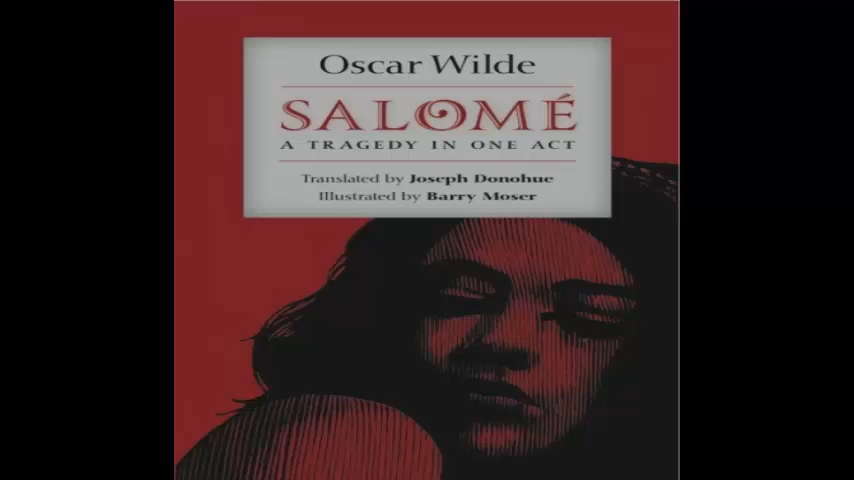 Oscar Wilde
SALOMÉ
A TRAGEDY IN ONE ACT
Translated by Joseph Donohue
Illustrated by Barry Moser